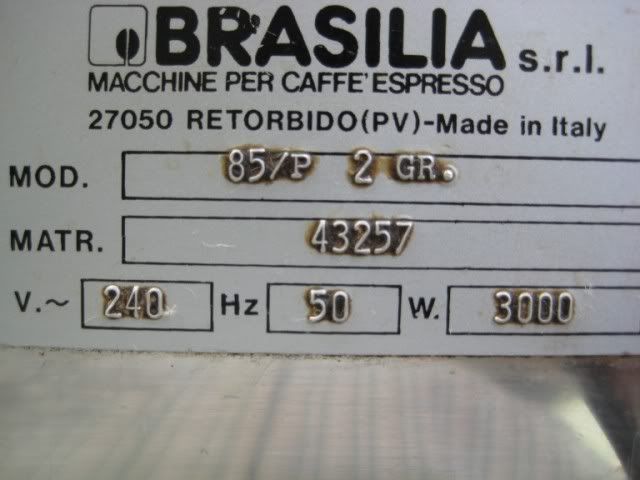 BRASILIA s.r.l.
MACCHINE PER CAFFE' ESPRESSO
27050 RETORBIDO (PV)-Made in Italy
MOD. 85/P 2 GR.
MATR. 43257
V.~ 240 Hz 50 W. 3000